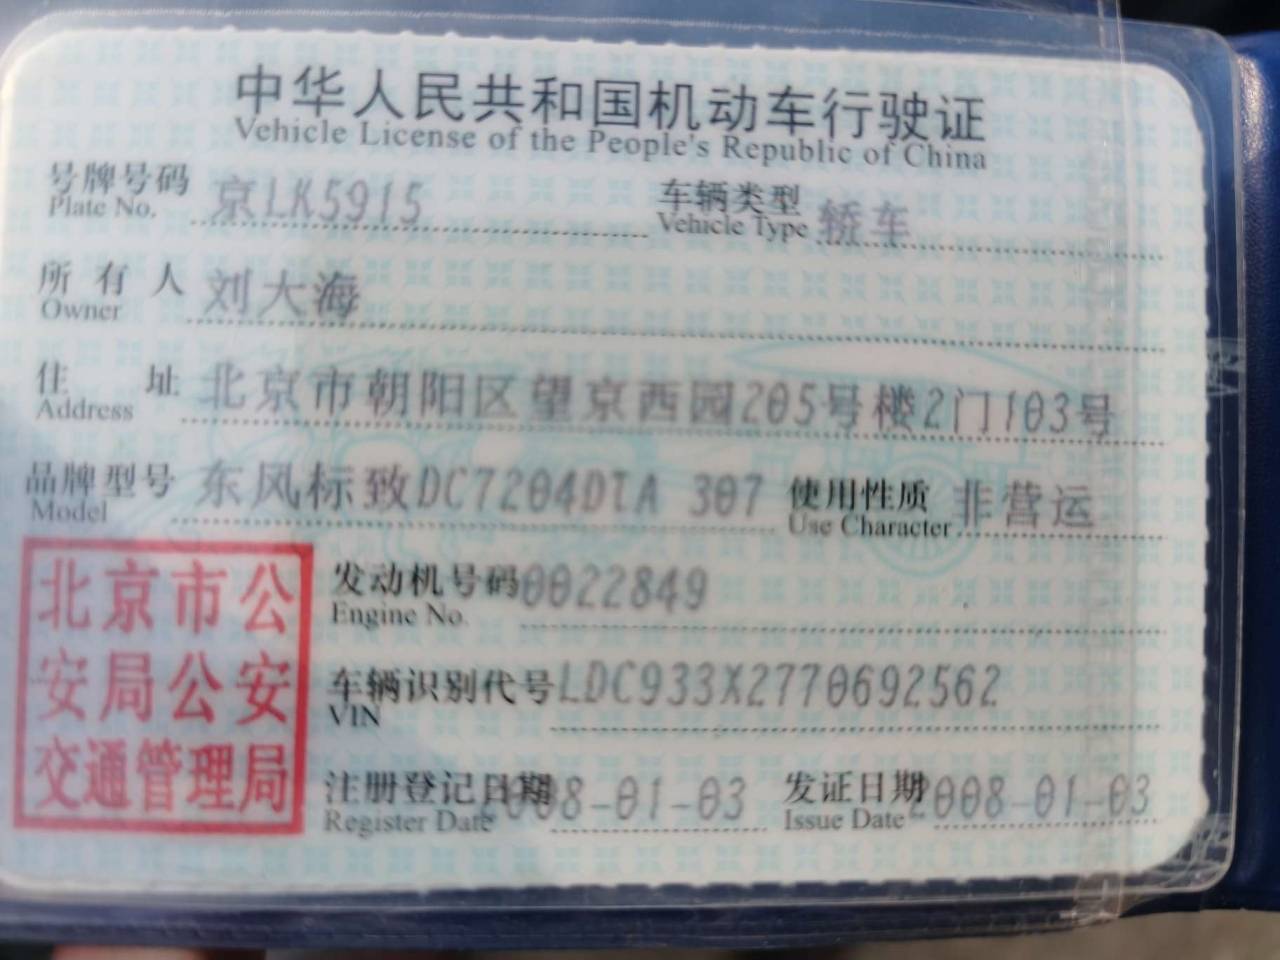 中华人民共和国机动车行驶证
Vehicle License of the People's Republic of China
号牌号码 京LK5915 车辆类型 轿车
Plate No. Vehicle Type
所有人 刘大海
Owner
住址 北京市朝阳区望京西园205号楼2门103号
Address
品牌型号 东风标致DC7204DTA 307 使用性质 非营运
Model Use Character
北京市公
安局公安
交通管理局
发动机号码 0022849
Engine No.
车辆识别代号 LDC933X2770692562
VIN
注册登记日期 2008-01-03 发证日期 2008-01-03
Register Date Issue Date